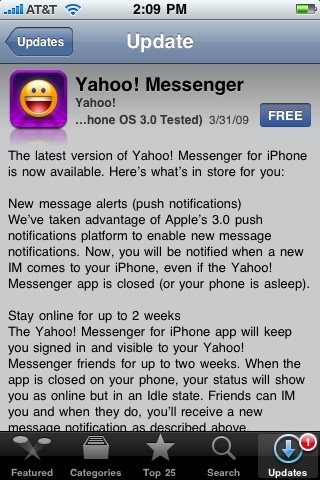 AT&T 2:09 PM
Updates
Update
Yahoo! Messenger
Yahoo!
...hone OS 3.0 Tested) 3/31/09
FREE
The latest version of Yahoo! Messenger for iPhone
is now available. Here's what's in store for you:
New message alerts (push notifications)
We've taken advantage of Apple's 3.0 push
notifications platform to enable new message
notifications. Now, you will be notified when a new
IM comes to your iPhone, even if the Yahoo!
Messenger app is closed (or your phone is asleep).
Stay online for up to 2 weeks
The Yahoo! Messenger for iPhone app will keep
you signed in and visible to your Yahoo!
Messenger friends for up to two weeks. When the
app is closed on your phone, your status will show
you as online but in an Idle state. Friends can IM
you and when they do, you'll receive a new
message notification as described above.
1
Featured Categories Top 25 Search Updates